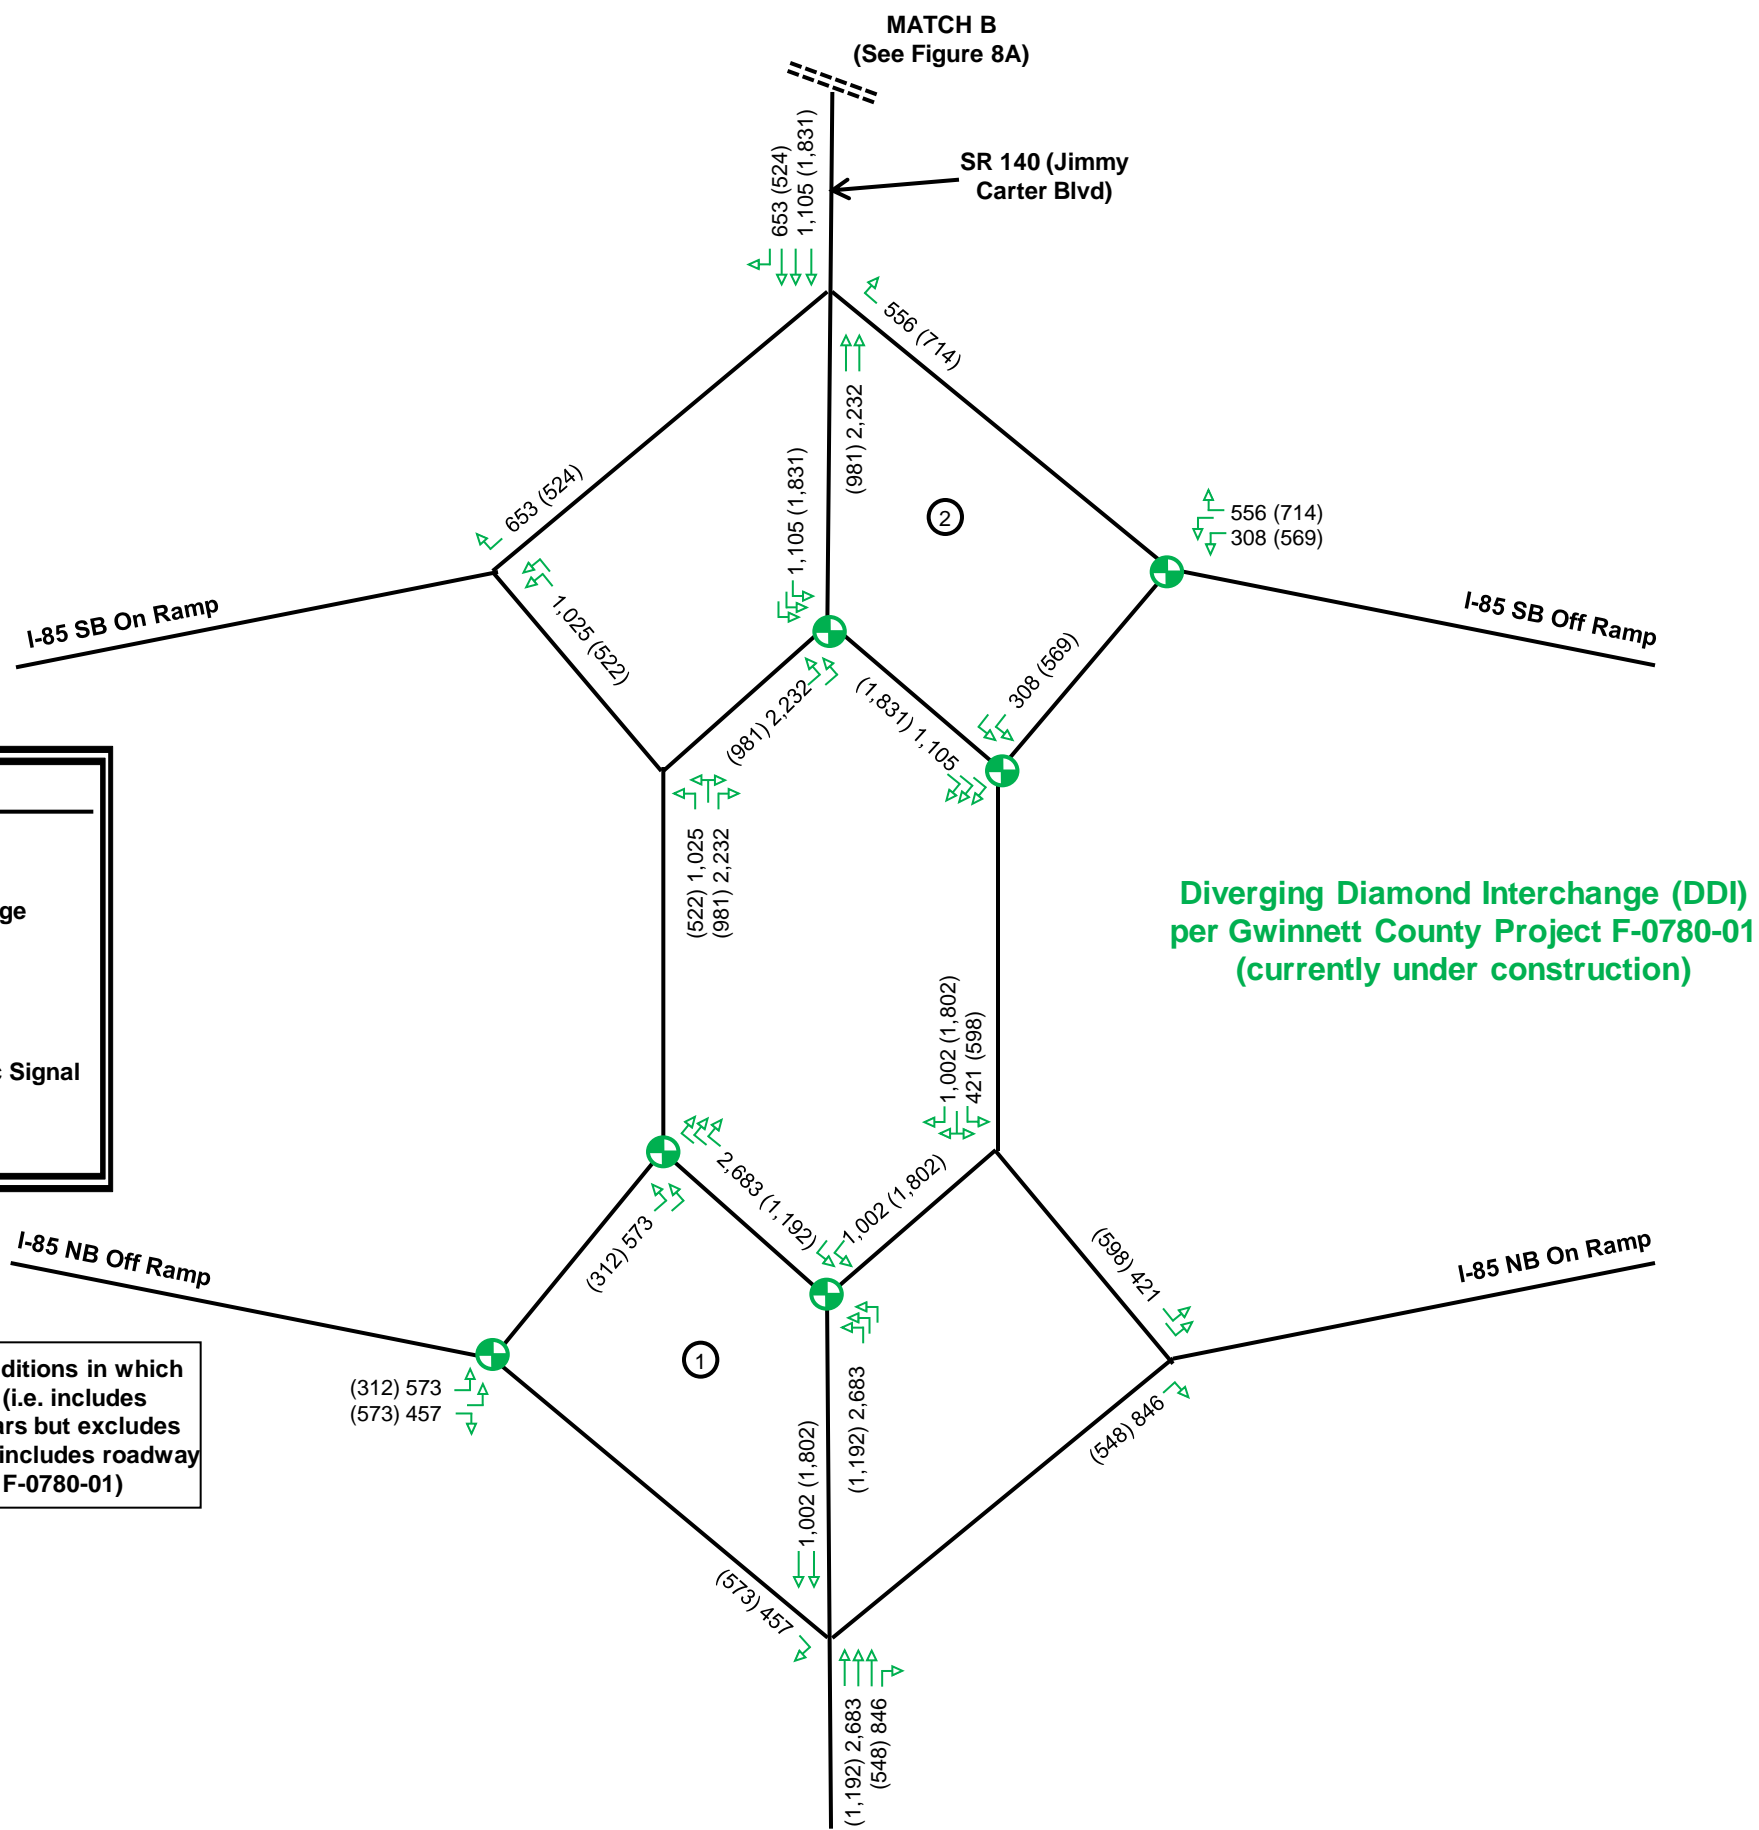 MATCH B
(See Figure 8A)
653 (524)
1,105 (1,831)
SR 140 (Jimmy
Carter Blvd)
556 (714)
(981) 2,232
653 (524)
1,105 (1,831)
2
556 (714)
308 (569)
I-85 SB On Ramp
I-85 SB Off Ramp
1,025 (522)
(981) 2,232
(1,831) 1,105
308 (569)
(522) 1,025
(981) 2,232
ge
Diverging Diamond Interchange (DDI)
per Gwinnett County Project F-0780-01
(currently under construction)
1,002 (1,802)
421 (598)
c Signal
2,683 (1,192)
1,002 (1,802)
(312) 573
(598) 421
I-85 NB Off Ramp
I-85 NB On Ramp
1
ditions in which
(i.e. includes
ars but excludes
includes roadway
F-0780-01)
(312) 573
(573) 457
1,002 (1,802)
(1,192) 2,683
(548) 846
(573) 457
(1,192) 2,683
(548) 846